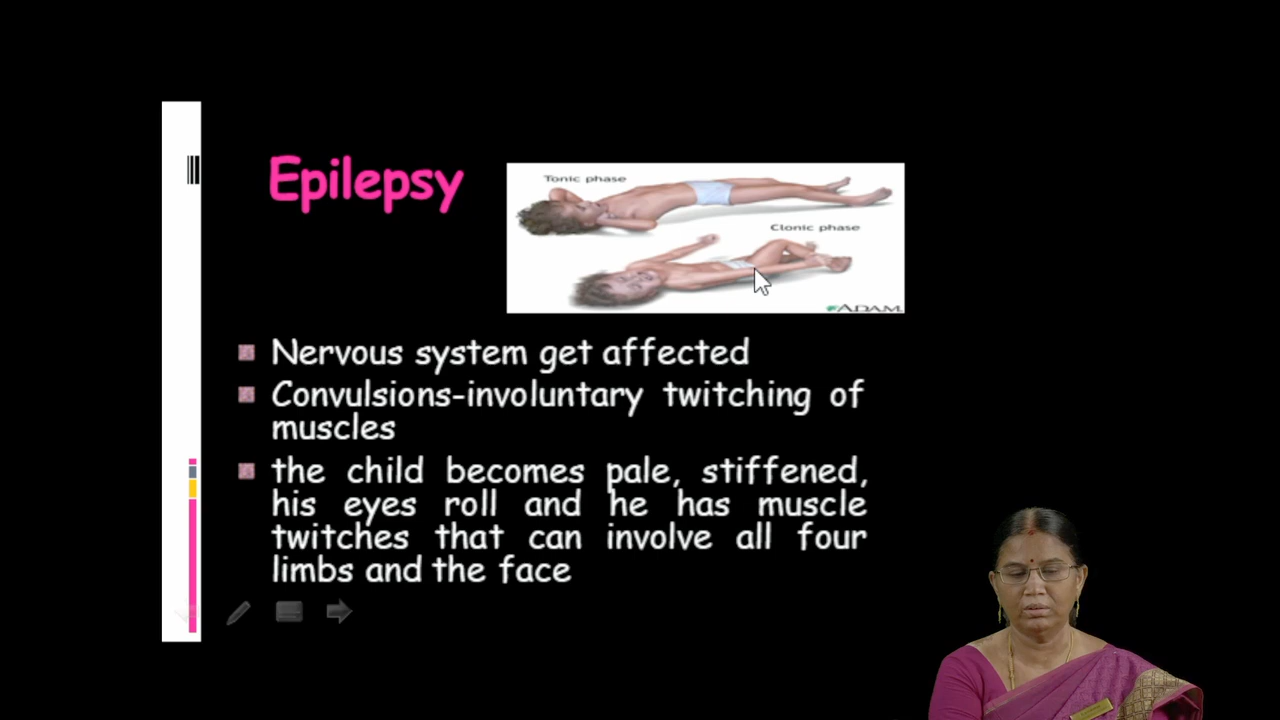 Epilepsy
Tonic phase
Clonic phase
ADAM.
Nervous system get affected
Convulsions-involuntary twitching of
muscles
the child becomes pale, stiffened,
his eyes roll and he has muscle
twitches that can involve all four
limbs and the face